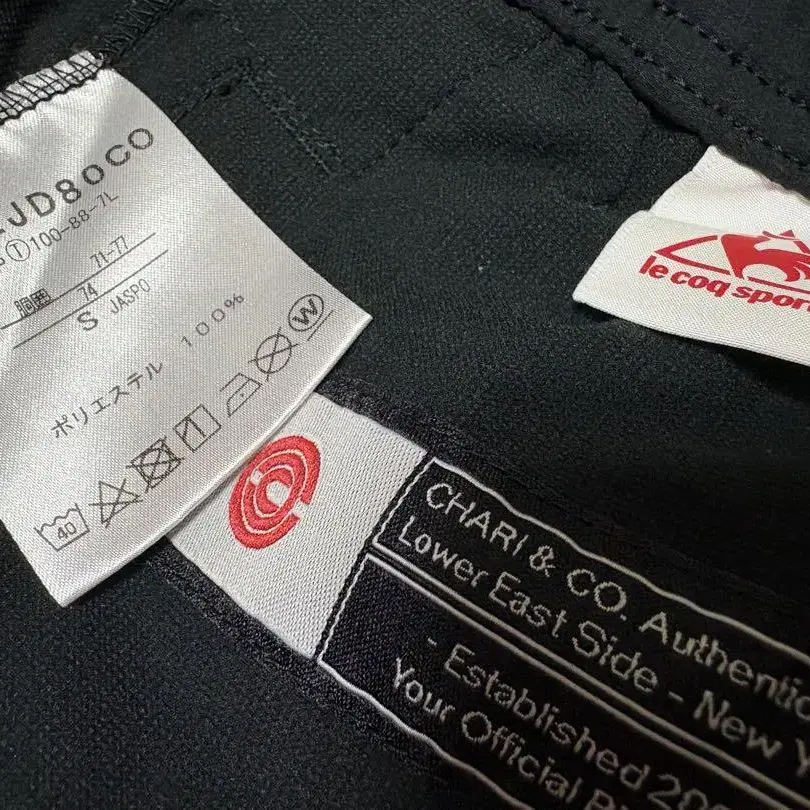 JD80CO
①100-88-7L
71-77
胴囲 74
S JASPO
ポリエステル 100%
40
W
le coq sport
CHARI & CO. Authentic
Lower East Side - New Y
- Established 20
Your Official